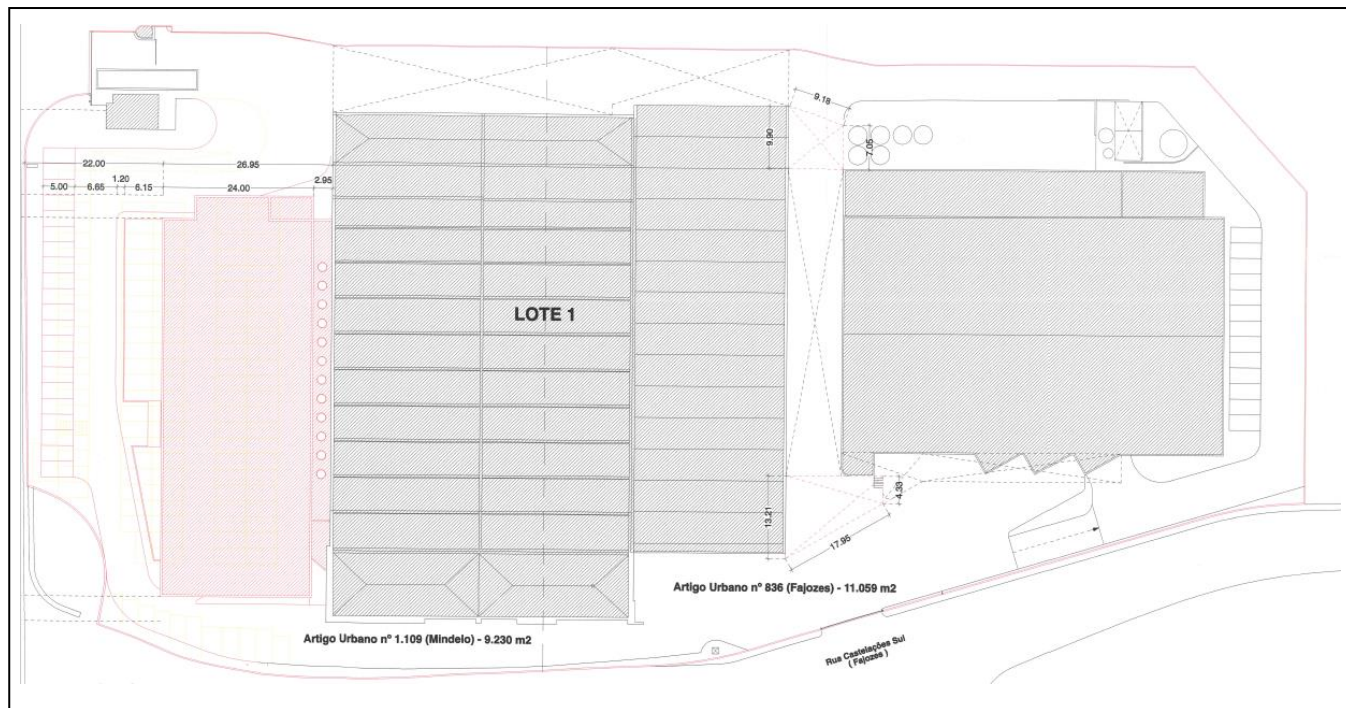 9.18
9.90
7.05
22.00
26.95
5.00
6.65
1.20
6.15
24.00
2.95
LOTE 1
13.21
4.33
17.95
Artigo Urbano nº 836 (Fajozes) - 11.059 m2
Artigo Urbano nº 1.109 (Mindelo) - 9.230 m2
Rua Castelações Sul
( Fajozes )